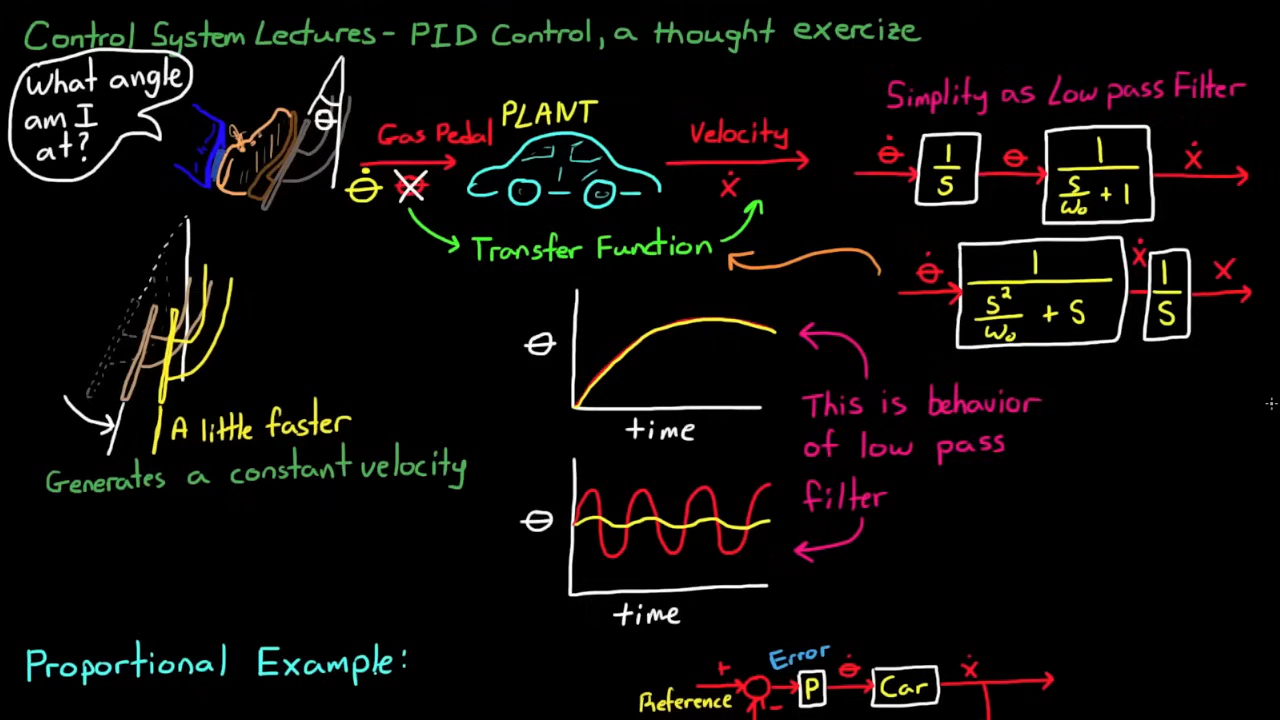 Control System Lectures - PID Control, a thought exercize
What angle
am I
at?
θ
Gas Pedal
θ̇
θ
PLANT
Velocity
ẋ
Transfer Function
Simplify as Low pass Filter
θ̇
1
S
θ
1
S
ω₀ + 1
ẋ
θ̇
1
S²
ω₀ + S
ẋ
1
S
X
A little faster
Generates a constant velocity
θ
time
This is behavior
of low pass
filter
θ
time
Proportional Example:
Reference
+
-
Error
P
θ̇
Car
ẋ